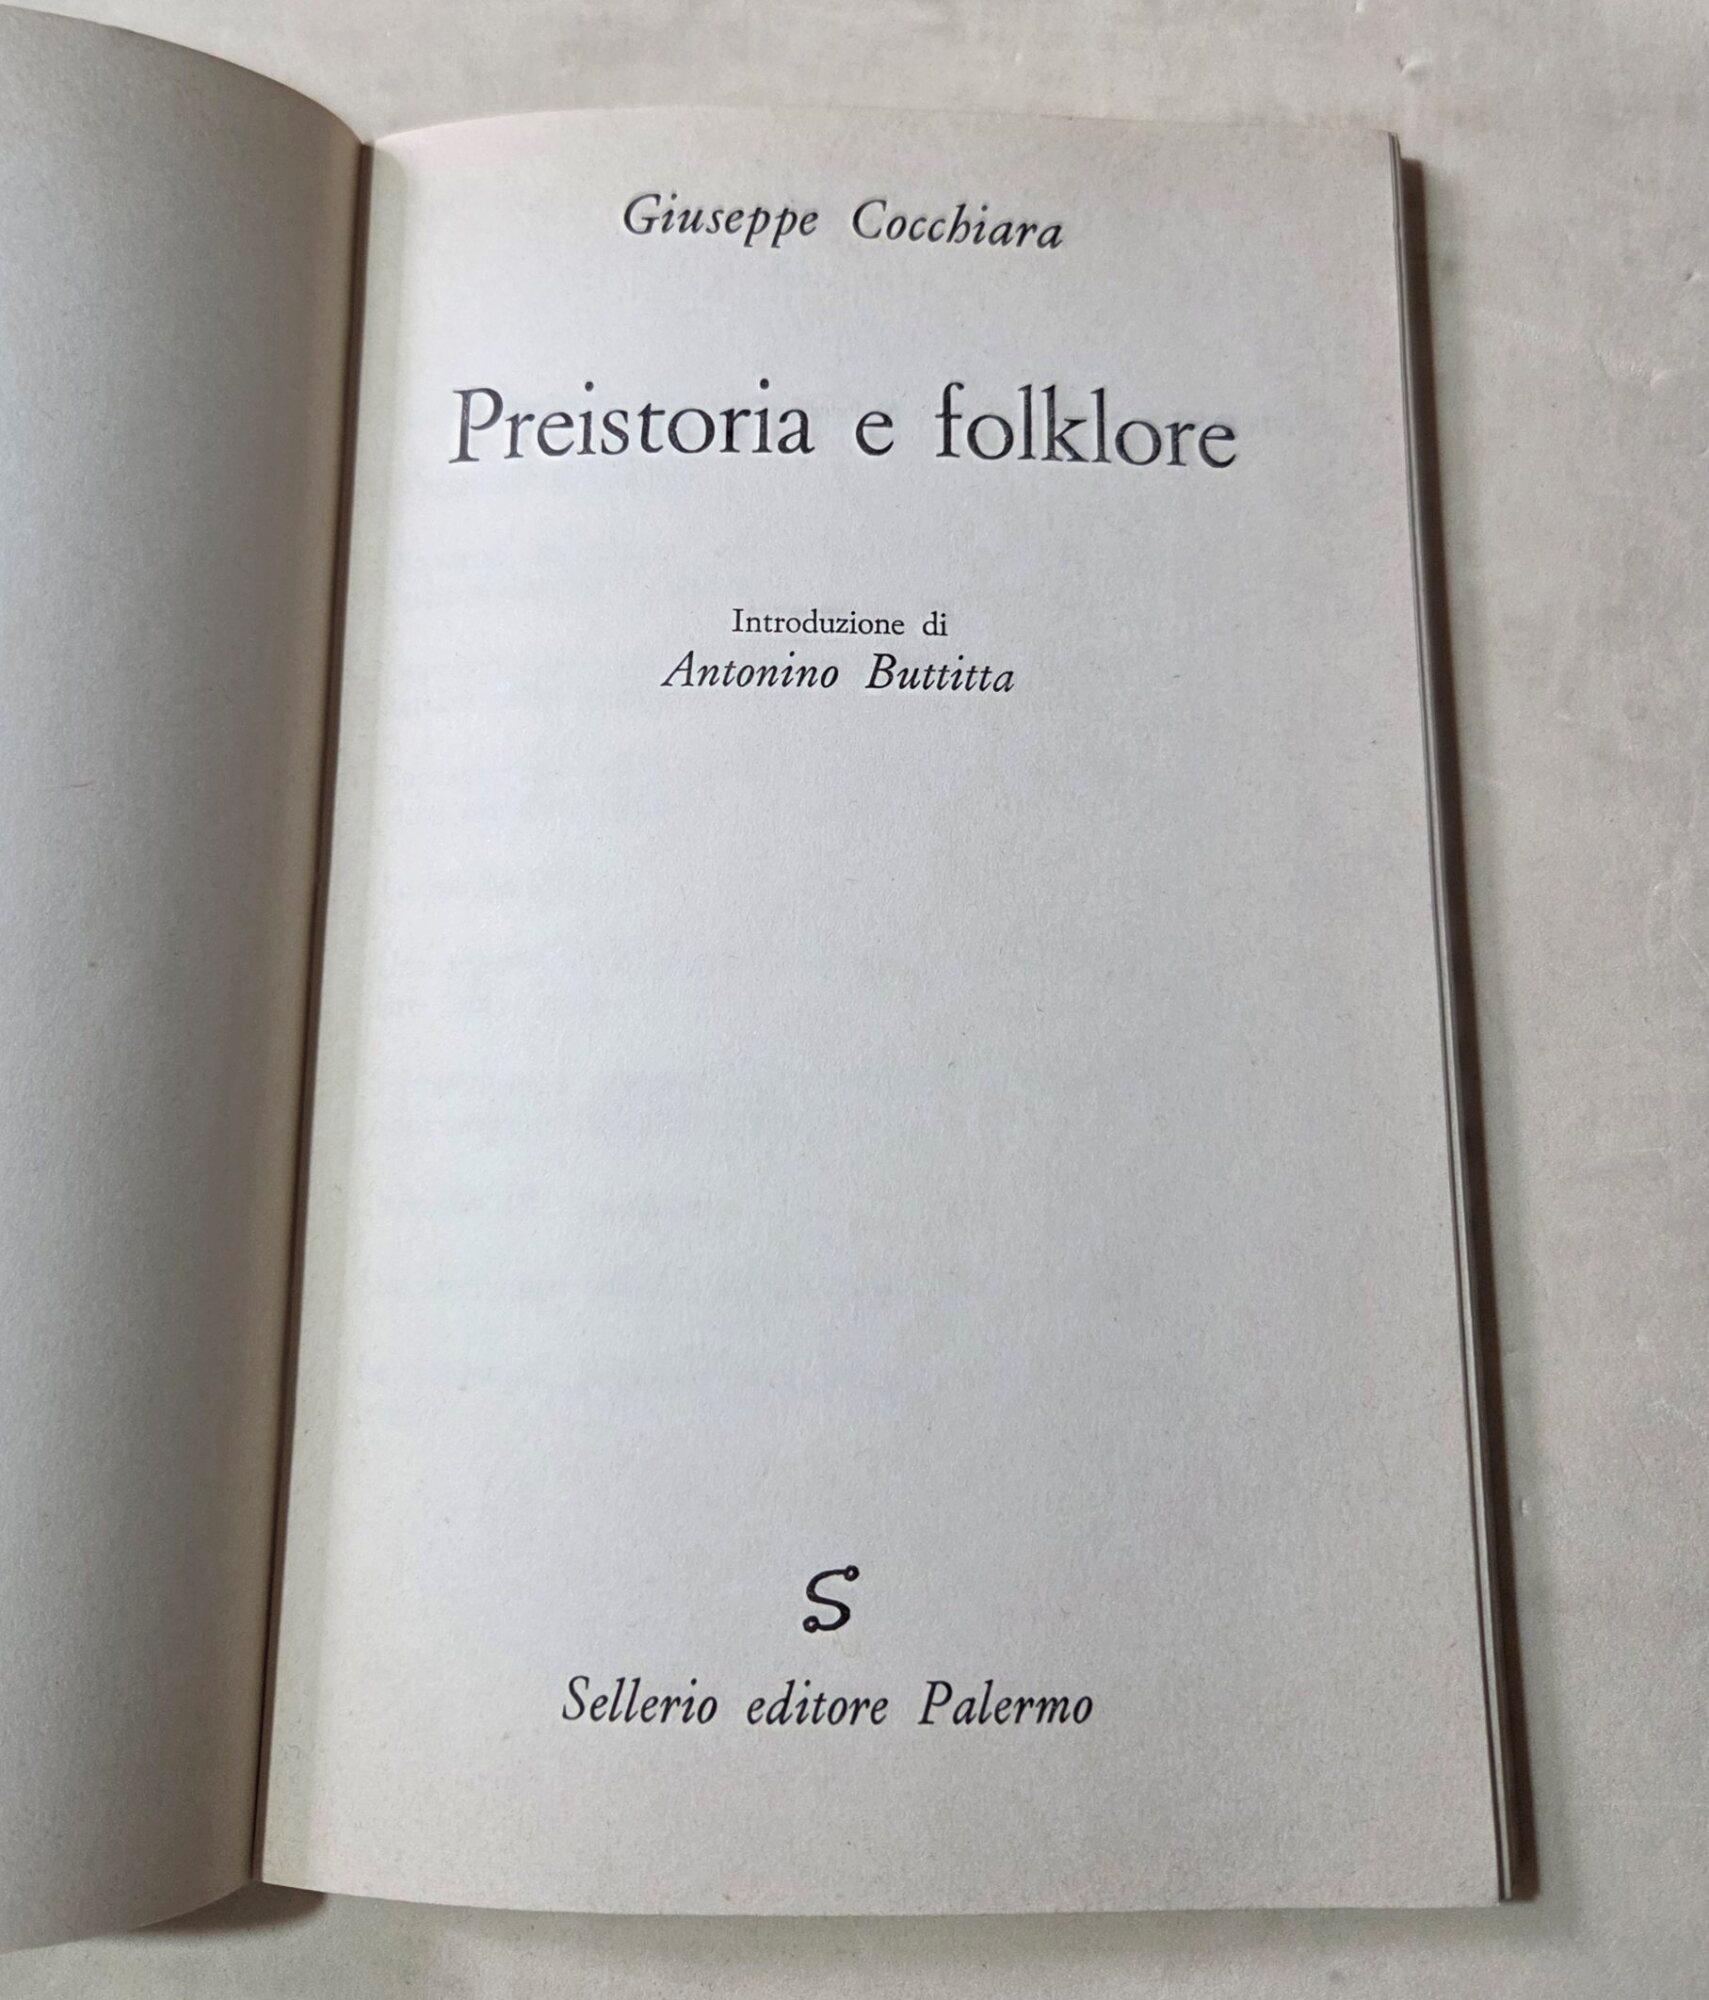 Giuseppe Cocchiara
Preistoria e folklore
Introduzione di
Antonino Buttitta
S
Sellerio editore Palermo